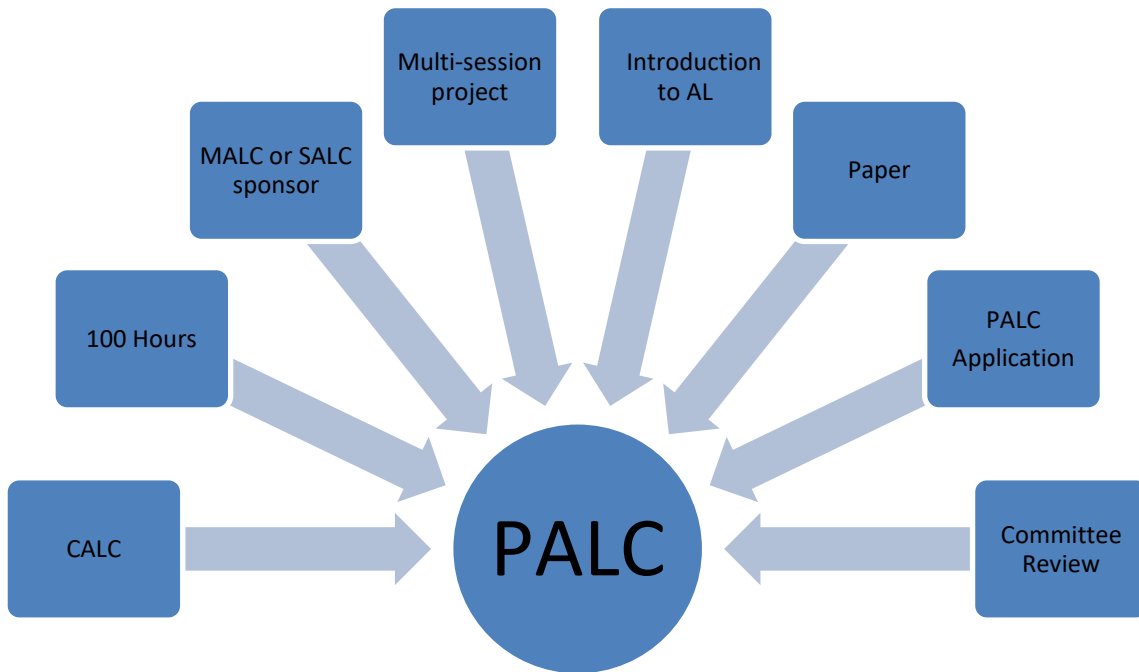 Multi-session
project
Introduction
to AL
MALC or SALC
sponsor
Paper
100 Hours
PALC
Application
CALC
PALC
Committee
Review